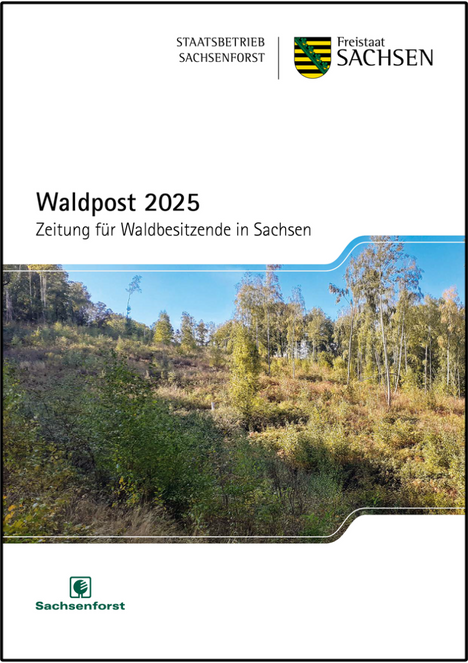 STAATSBETRIEB
SACHSENFORST
Freistaat
SACHSEN
Waldpost 2025
Zeitung für Waldbesitzende in Sachsen
Sachsenforst